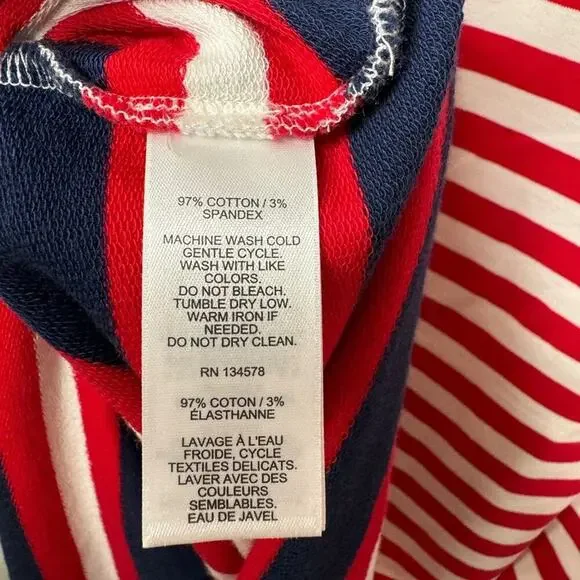 97% COTTON / 3%
SPANDEX
MACHINE WASH COLD
GENTLE CYCLE.
WASH WITH LIKE
COLORS.
DO NOT BLEACH.
TUMBLE DRY LOW.
WARM IRON IF
NEEDED.
DO NOT DRY CLEAN.
RN 134578
97% COTON / 3%
ÉLASTHANNE
LAVAGE À L'EAU
FROIDE, CYCLE
TEXTILES DELICATS.
LAVER AVEC DES
COULEURS
SEMBLABLES.
EAU DE JAVEL